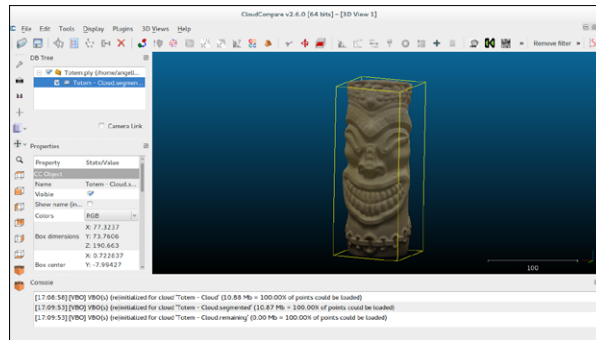 CloudCompare v2.6.0 [64 bits] - [3D View 1]
File Edit Tools Display Plugins 3D Views Help
Remove filter
DB Tree
Totem.ply (/home/angell...
Totem - Cloud.segmen...
Camera Link
Properties
Property State/Value
CC Object
Name Totem - Cloud.s...
Visible
Show name (in...
Colors RGB
X: 77.3237
Box dimensions Y: 73.7606
Z: 190.663
X: 0.722637
Box center Y: -7.99427
100
Console
[17:08:58] [VBO] VBO(s) (re)initialized for cloud 'Totem - Cloud' (10.88 Mb = 100.00% of points could be loaded)
[17:09:53] [VBO] VBO(s) (re)initialized for cloud 'Totem - Cloud.segmented' (10.87 Mb = 100.00% of points could be loaded)
[17:09:53] [VBO] VBO(s) (re)initialized for cloud 'Totem - Cloud.remaining' (0.00 Mb = 100.00% of points could be loaded)